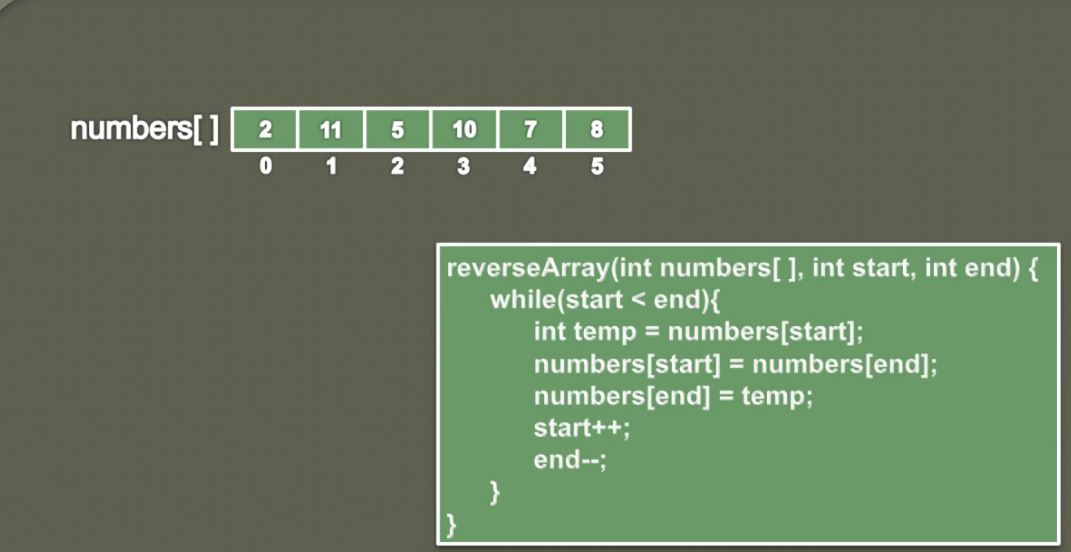 numbers[ ] 2 11 5 10 7 8
0 1 2 3 4 5
reverseArray(int numbers[ ], int start, int end) {
while(start < end){
int temp = numbers[start];
numbers[start] = numbers[end];
numbers[end] = temp;
start++;
end--;
}
}